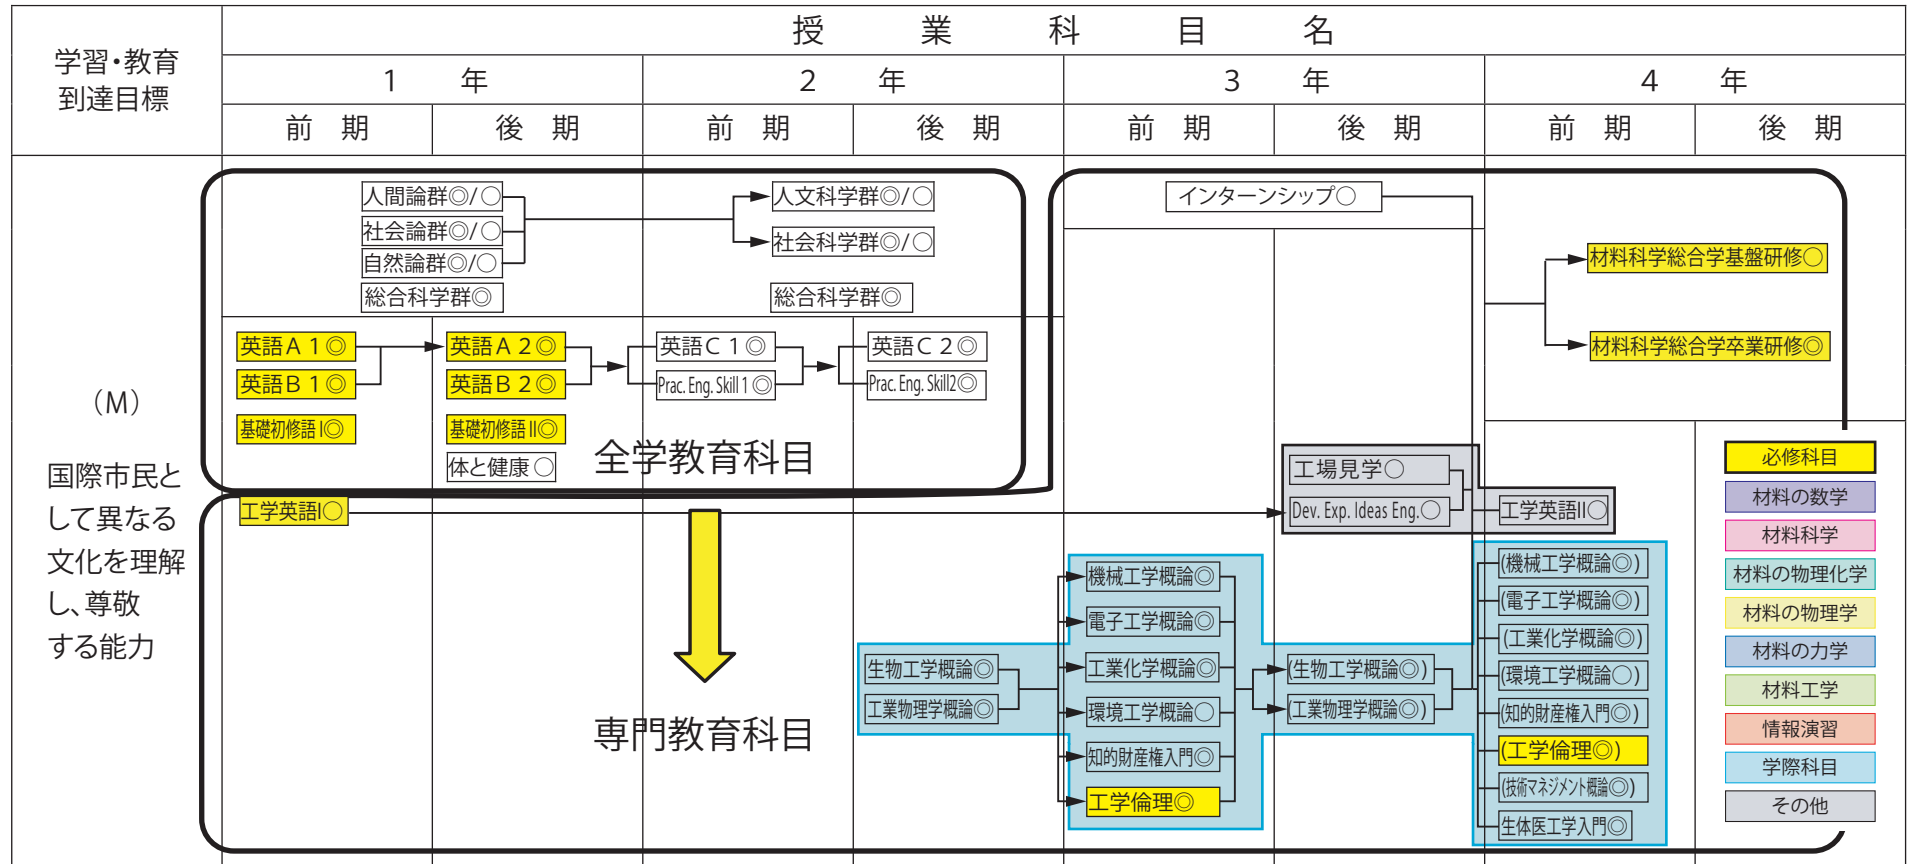 授 業 科 目 名
学習・教育
到達目標
1 年
2 年
3 年
4 年
前 期
後 期
前 期
後 期
前 期
後 期
前 期
後 期
(M)
国際市民と
して異なる
文化を理解
し、尊敬
する能力
人間論群◎/○
社会論群◎/○
自然論群◎/○
総合科学群◎
人文科学群◎/○
社会科学群◎/○
総合科学群◎
英語A 1◎
英語B 1◎
基礎初修語 I◎
英語A 2◎
英語B 2◎
基礎初修語 II◎
体と健康○
英語C 1◎
Prac. Eng. Skill 1◎
英語C 2◎
Prac. Eng. Skill2◎
全学教育科目
工学英語I○
専門教育科目
生物工学概論◎
工業物理学概論◎
インターンシップ○
機械工学概論◎
電子工学概論◎
工業化学概論◎
環境工学概論○
知的財産権入門◎
工学倫理◎
工場見学○
Dev. Exp. Ideas Eng.○
(生物工学概論◎)
(工業物理学概論◎)
材料科学総合学基盤研修○
材料科学総合学卒業研修◎
工学英語II○
(機械工学概論◎)
(電子工学概論◎)
(工業化学概論◎)
(環境工学概論○)
(知的財産権入門◎)
(工学倫理◎)
(技術マネジメント概論◎)
生体医工学入門◎
必修科目
材料の数学
材料科学
材料の物理化学
材料の物理学
材料の力学
材料工学
情報演習
学際科目
その他